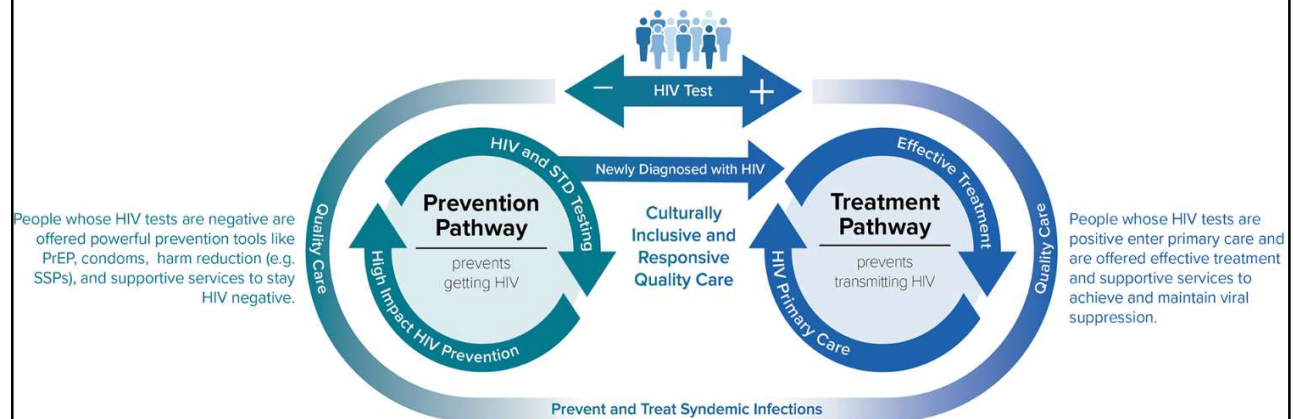 − HIV Test +
HIV and STD Testing
Newly Diagnosed with HIV
Effective Treatment
Prevention
Pathway
prevents
getting HIV
Culturally
Inclusive and
Responsive
Quality Care
Treatment
Pathway
prevents
transmitting HIV
High Impact HIV Prevention
HIV Primary Care
Quality Care
Quality Care
People whose HIV tests are negative are
offered powerful prevention tools like
PrEP, condoms, harm reduction (e.g.
SSPs), and supportive services to stay
HIV negative.
People whose HIV tests are
positive enter primary care and
are offered effective treatment
and supportive services to
achieve and maintain viral
suppression.
Prevent and Treat Syndemic Infections